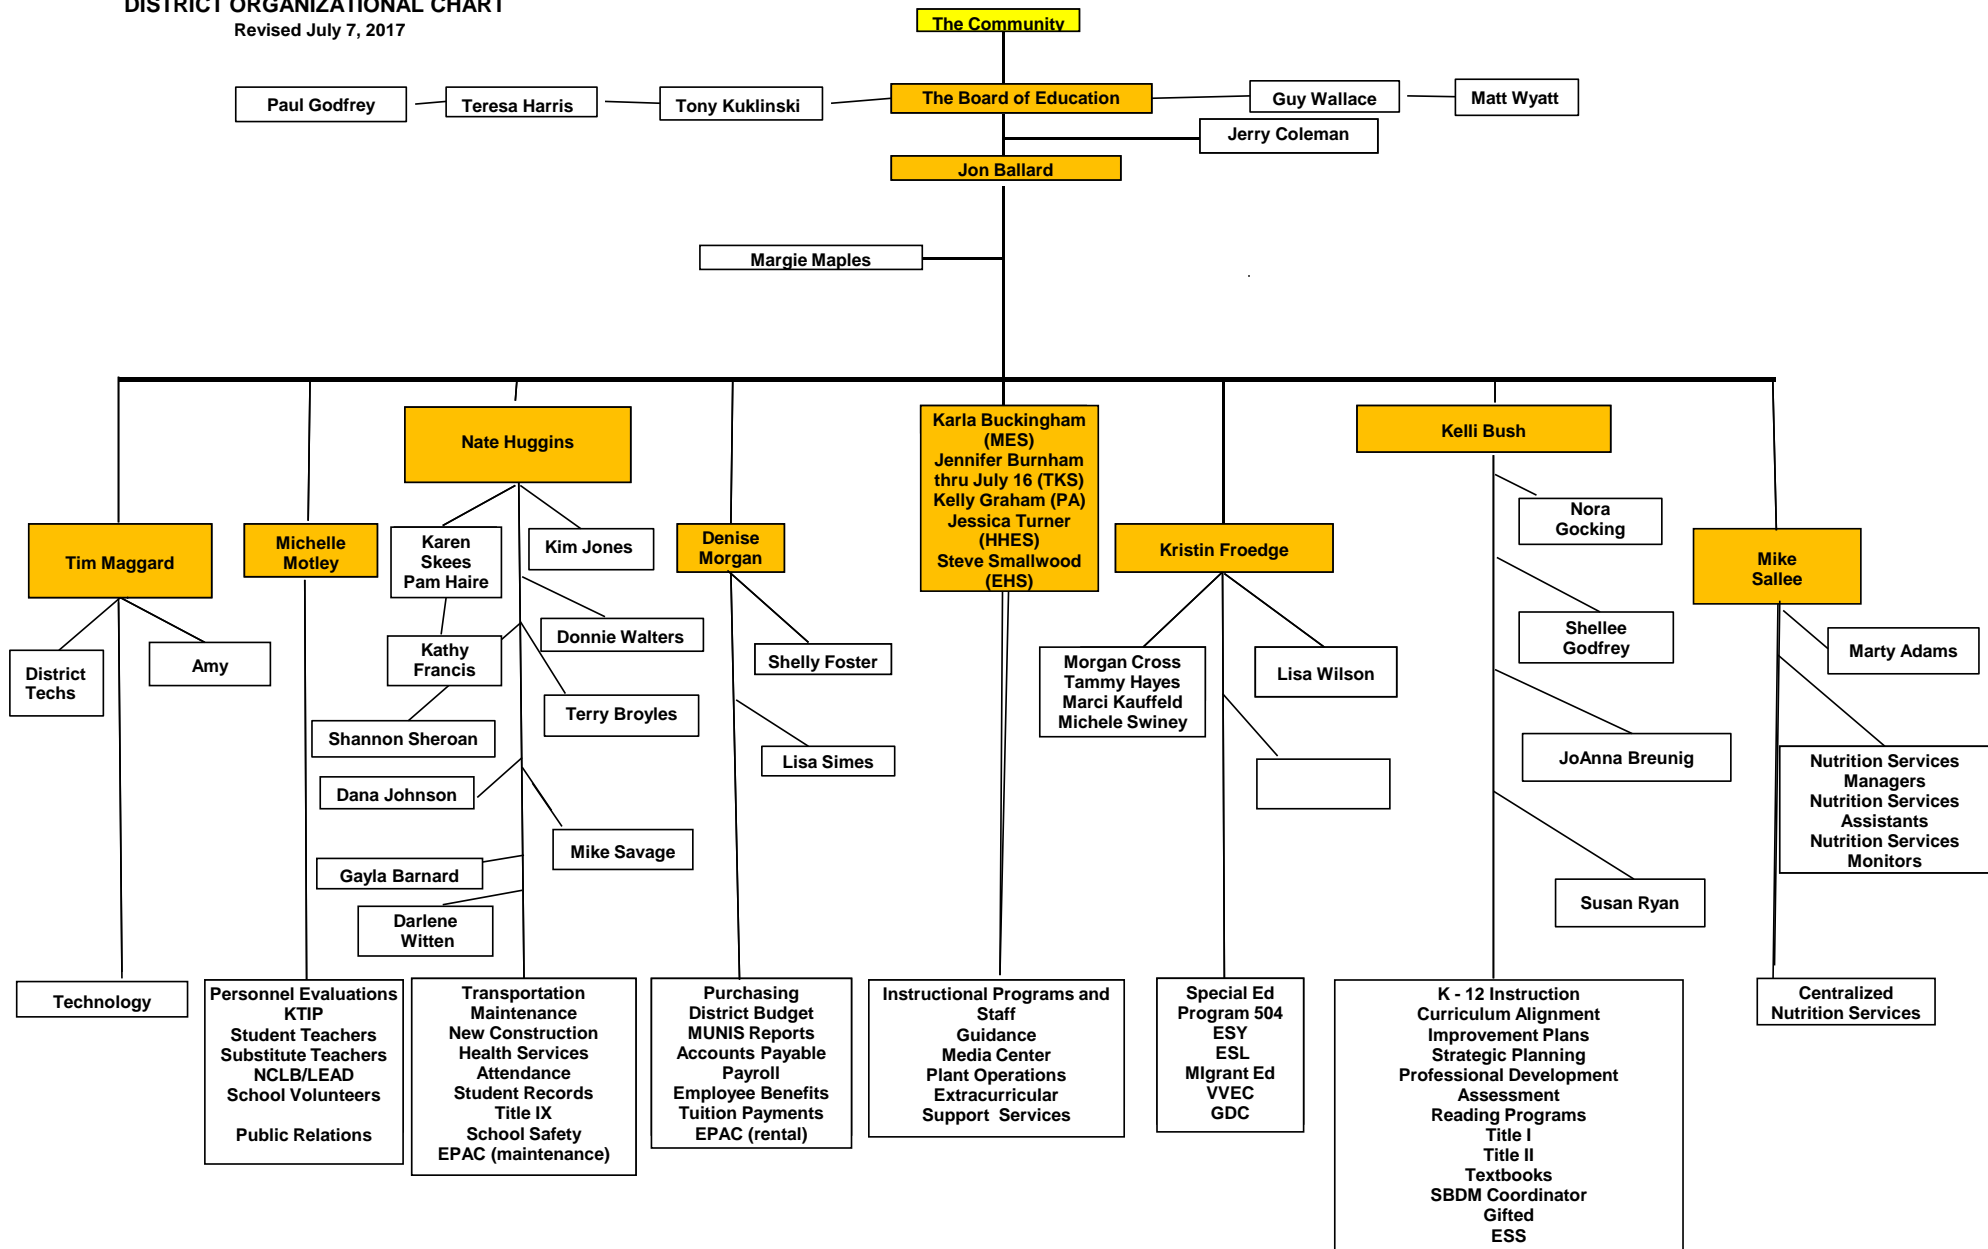 DISTRICT ORGANIZATIONAL CHART
Revised July 7, 2017
The Community
Paul Godfrey
Teresa Harris
Tony Kuklinski
The Board of Education
Guy Wallace
Matt Wyatt
Jerry Coleman
Jon Ballard
Margie Maples
Tim Maggard
District
Techs
Amy
Technology
Michelle
Motley
Personnel Evaluations
KTIP
Student Teachers
Substitute Teachers
NCLB/LEAD
School Volunteers
Public Relations
Nate Huggins
Karen
Skees
Pam Haire
Kim Jones
Kathy
Francis
Donnie Walters
Shannon Sheroan
Terry Broyles
Dana Johnson
Mike Savage
Gayla Barnard
Darlene
Witten
Transportation
Maintenance
New Construction
Health Services
Attendance
Student Records
Title IX
School Safety
EPAC (maintenance)
Denise
Morgan
Shelly Foster
Lisa Simes
Purchasing
District Budget
MUNIS Reports
Accounts Payable
Payroll
Employee Benefits
Tuition Payments
EPAC (rental)
Karla Buckingham
(MES)
Jennifer Burnham
thru July 16 (TKS)
Kelly Graham (PA)
Jessica Turner
(HHES)
Steve Smallwood
(EHS)
Instructional Programs and
Staff
Guidance
Media Center
Plant Operations
Extracurricular
Support Services
Kristin Froedge
Morgan Cross
Tammy Hayes
Marci Kauffeld
Michele Swiney
Lisa Wilson
Special Ed
Program 504
ESY
ESL
MIgrant Ed
VVEC
GDC
Kelli Bush
Nora
Gocking
Shellee
Godfrey
JoAnna Breunig
Susan Ryan
K - 12 Instruction
Curriculum Alignment
Improvement Plans
Strategic Planning
Professional Development
Assessment
Reading Programs
Title I
Title II
Textbooks
SBDM Coordinator
Gifted
ESS
Mike
Sallee
Marty Adams
Nutrition Services
Managers
Nutrition Services
Assistants
Nutrition Services
Monitors
Centralized
Nutrition Services